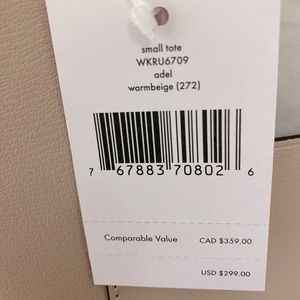 small tote
WKRU6709
adel
warmbeige (272)
7 67883 70802 6
Comparable Value CAD $359.00
USD $299.00